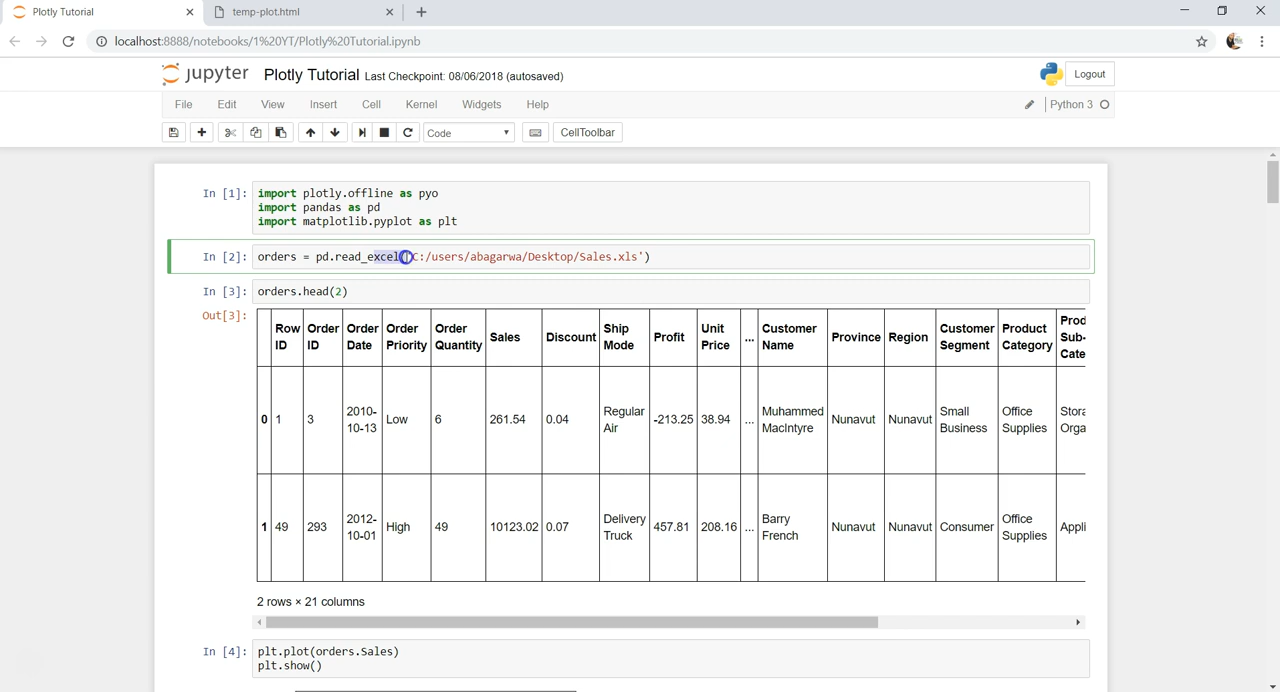 Plotly Tutorial
temp-plot.html
localhost:8888/notebooks/1%20YT/Plotly%20Tutorial.ipynb
jupyter Plotly Tutorial Last Checkpoint: 08/06/2018 (autosaved)
Logout
File Edit View Insert Cell Kernel Widgets Help
Python 3
Code
CellToolbar
In [1]: import plotly.offline as pyo
import pandas as pd
import matplotlib.pyplot as plt
In [2]: orders = pd.read_excel('C:/users/abagarwa/Desktop/Sales.xls')
In [3]: orders.head(2)
Out[3]:
Row ID Order ID Order Date Order Priority Order Quantity Sales Discount Ship Mode Profit Unit Price ... Customer Name Province Region Customer Segment Product Category Prod Sub- Cate
0 1 3 2010-10-13 Low 6 261.54 0.04 Regular Air -213.25 38.94 ... Muhammed MacIntyre Nunavut Nunavut Small Business Office Supplies Stora Orga
1 49 293 2012-10-01 High 49 10123.02 0.07 Delivery Truck 457.81 208.16 ... Barry French Nunavut Nunavut Consumer Office Supplies Appli
2 rows × 21 columns
In [4]: plt.plot(orders.Sales)
plt.show()